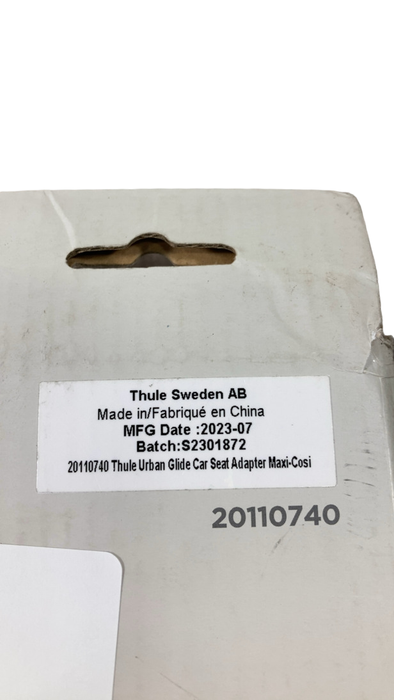 Thule Sweden AB
Made in/Fabriqué en China
MFG Date :2023-07
Batch:S2301872
20110740 Thule Urban Glide Car Seat Adapter Maxi-Cosi
20110740